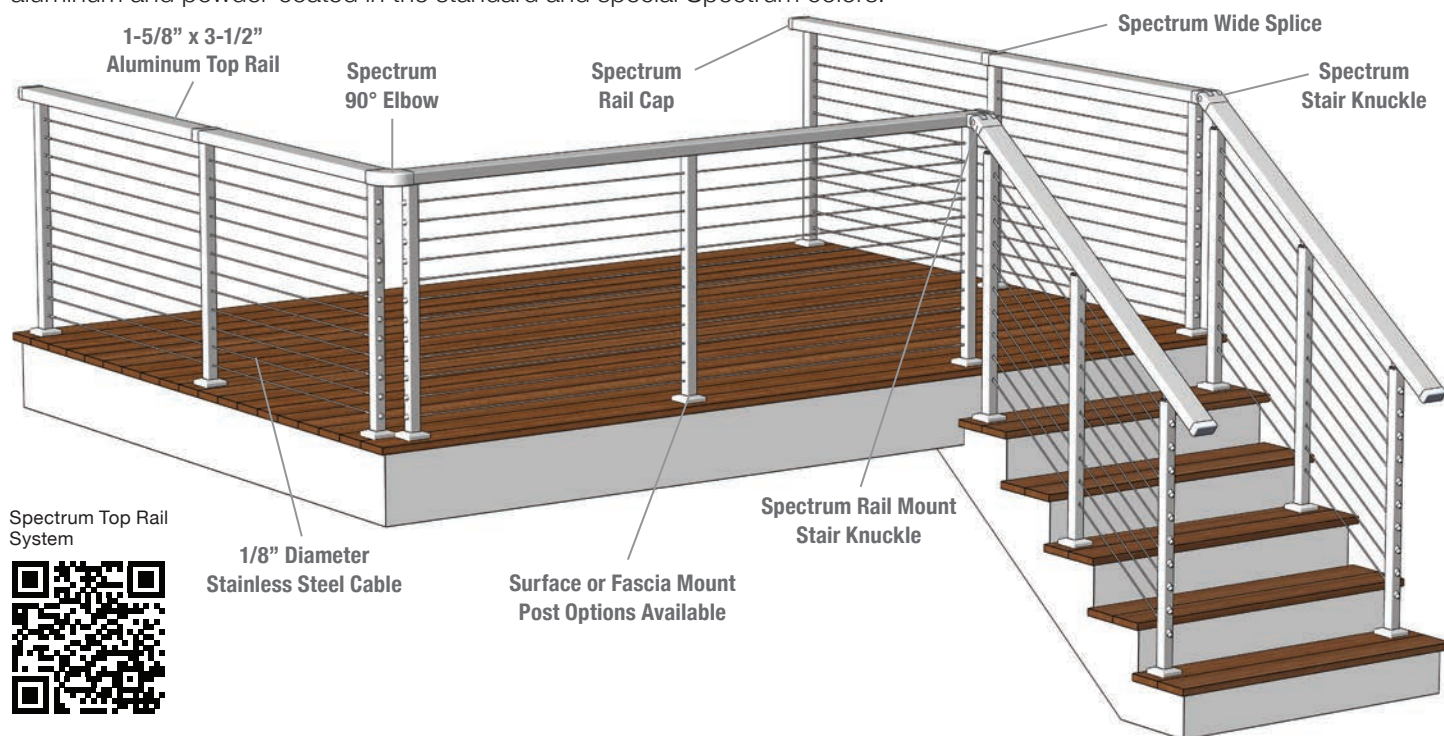 aluminum and powder coated in the standard and special Spectrum colors.
1-5/8” x 3-1/2”
Aluminum Top Rail
Spectrum
90° Elbow
Spectrum
Rail Cap
Spectrum Wide Splice
Spectrum
Stair Knuckle
Spectrum Top Rail
System
1/8” Diameter
Stainless Steel Cable
Surface or Fascia Mount
Post Options Available
Spectrum Rail Mount
Stair Knuckle